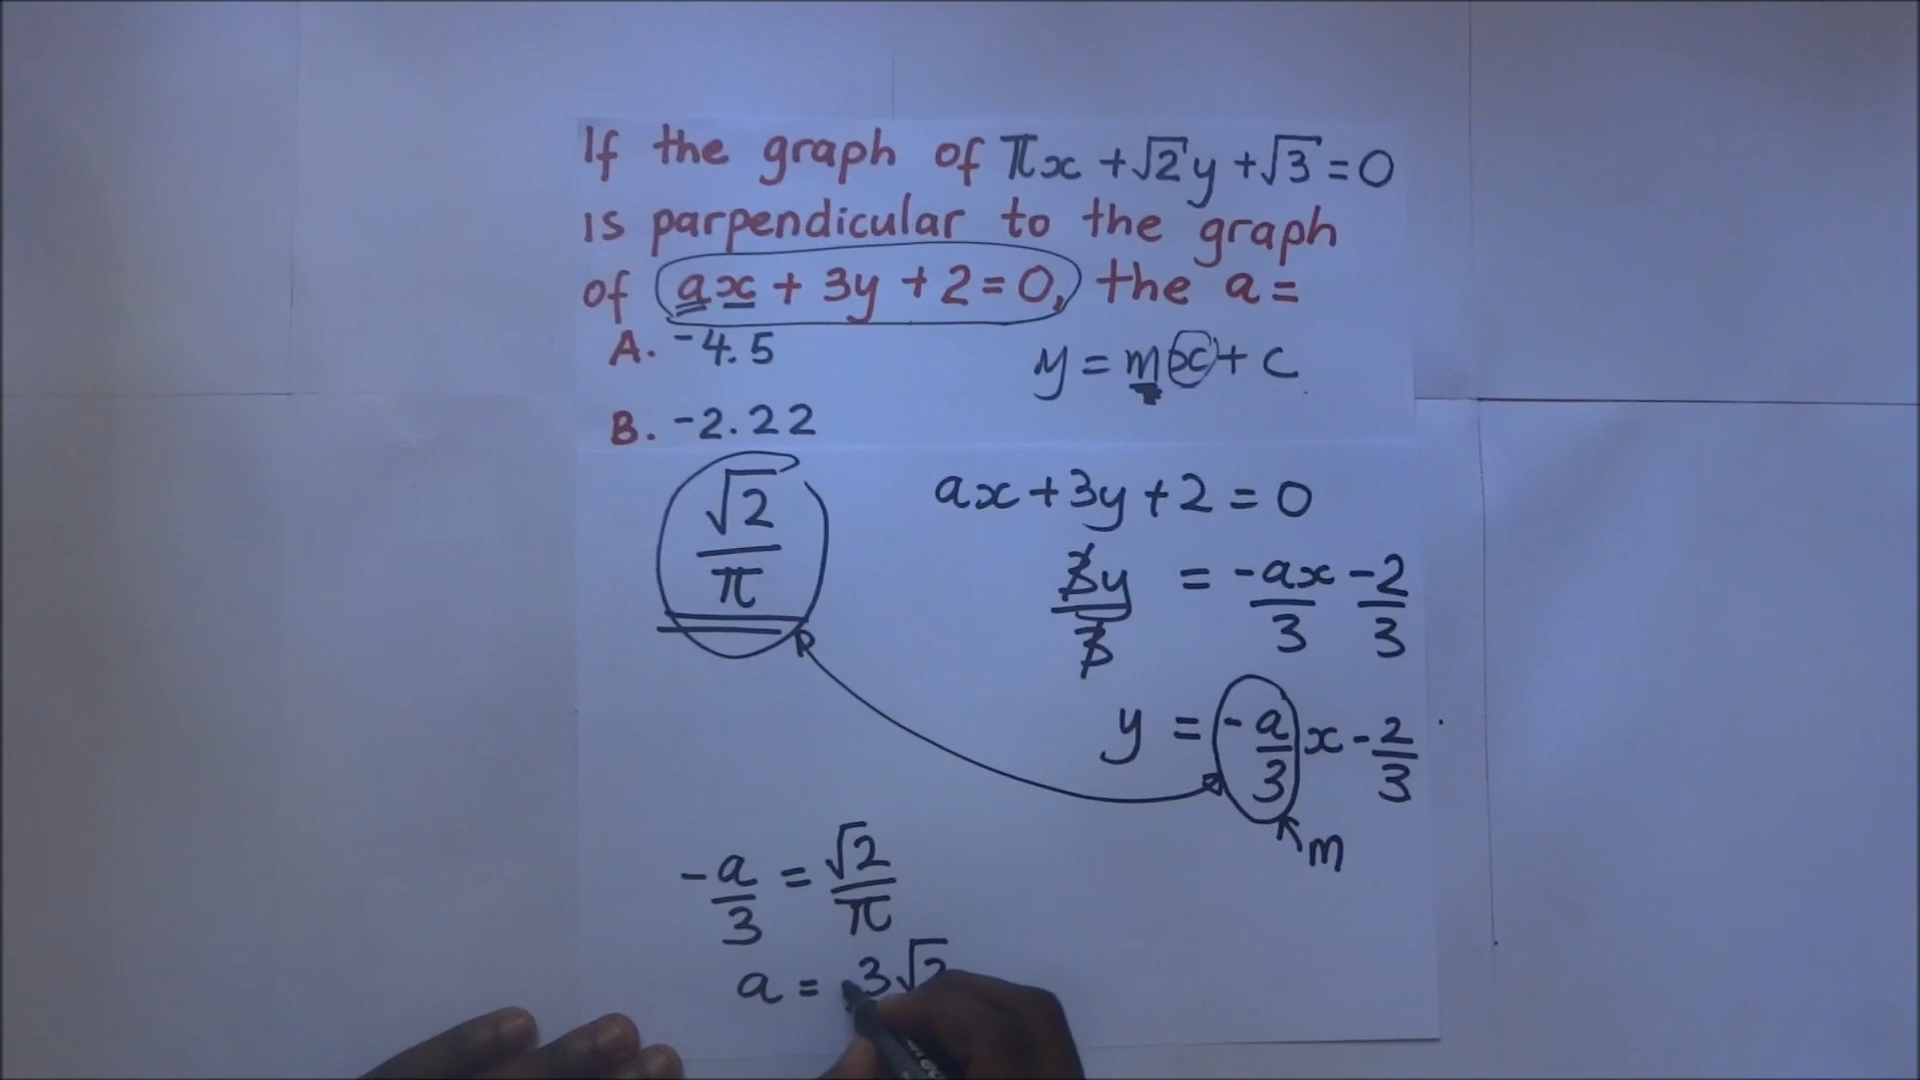 If the graph of πx + √2y + √3 = 0
is parpendicular to the graph
of ax + 3y + 2 = 0, the a =
A. -4.5
y = mx + c
B. -2.22
√2/π
ax + 3y + 2 = 0
3y/3 = -ax/3 - 2/3
y = -a/3 x - 2/3
m
-a/3 = √2/π
a = 3√2